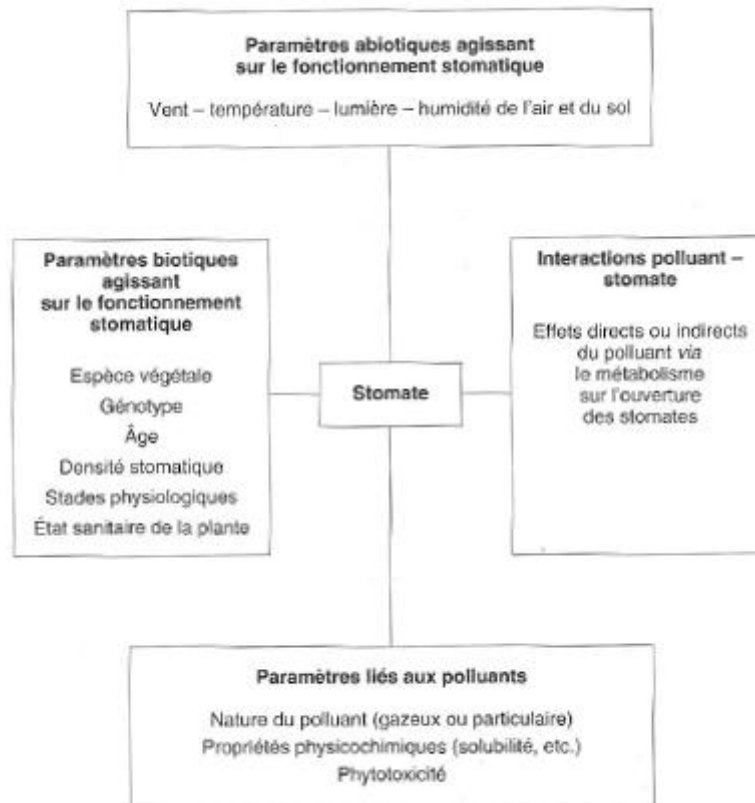 Paramètres abiotiques agissant
sur le fonctionnement stomatique
Vent – température – lumière – humidité de l'air et du sol
Paramètres biotiques
agissant
sur le fonctionnement
stomatique
Espèce végétale
Génotype
Âge
Densité stomatique
Stades physiologiques
État sanitaire de la plante
Stomate
Interactions polluant –
stomate
Effets directs ou indirects
du polluant via
le métabolisme
sur l'ouverture
des stomates
Paramètres liés aux polluants
Nature du polluant (gazeux ou particulaire)
Propriétés physicochimiques (solubilité, etc.)
Phytotoxicité